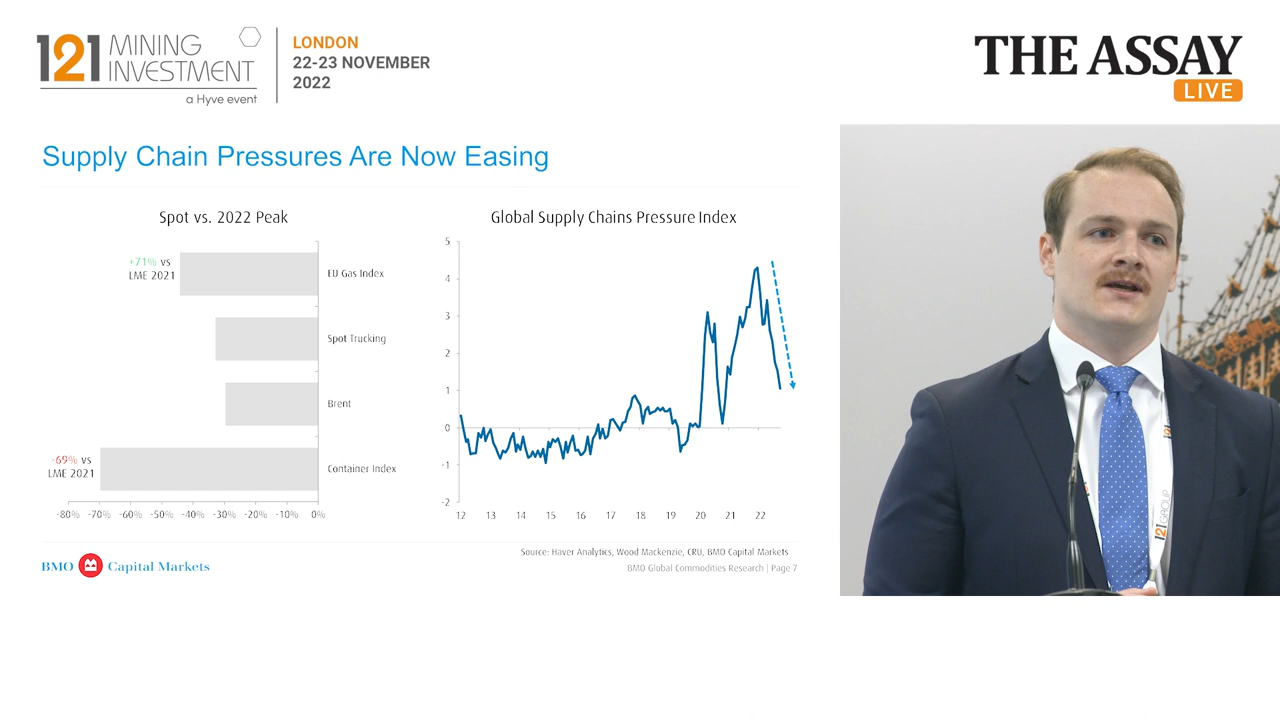 121 MINING INVESTMENT
a Hyve event
LONDON
22-23 NOVEMBER
2022
THE ASSAY
LIVE
Supply Chain Pressures Are Now Easing
Spot vs. 2022 Peak
+71% vs
LME 2021
EU Gas Index
Spot Trucking
Brent
-69% vs
LME 2021
Container Index
-80% -70% -60% -50% -40% -30% -20% -10% 0%
Global Supply Chains Pressure Index
5
4
3
2
1
0
-1
-2
12 13 14 15 16 17 18 19 20 21 22
Source: Haver Analytics, Wood Mackenzie, CRU, BMO Capital Markets
BMO Capital Markets
BMO Global Commodities Research | Page 7
121
121 GROUP